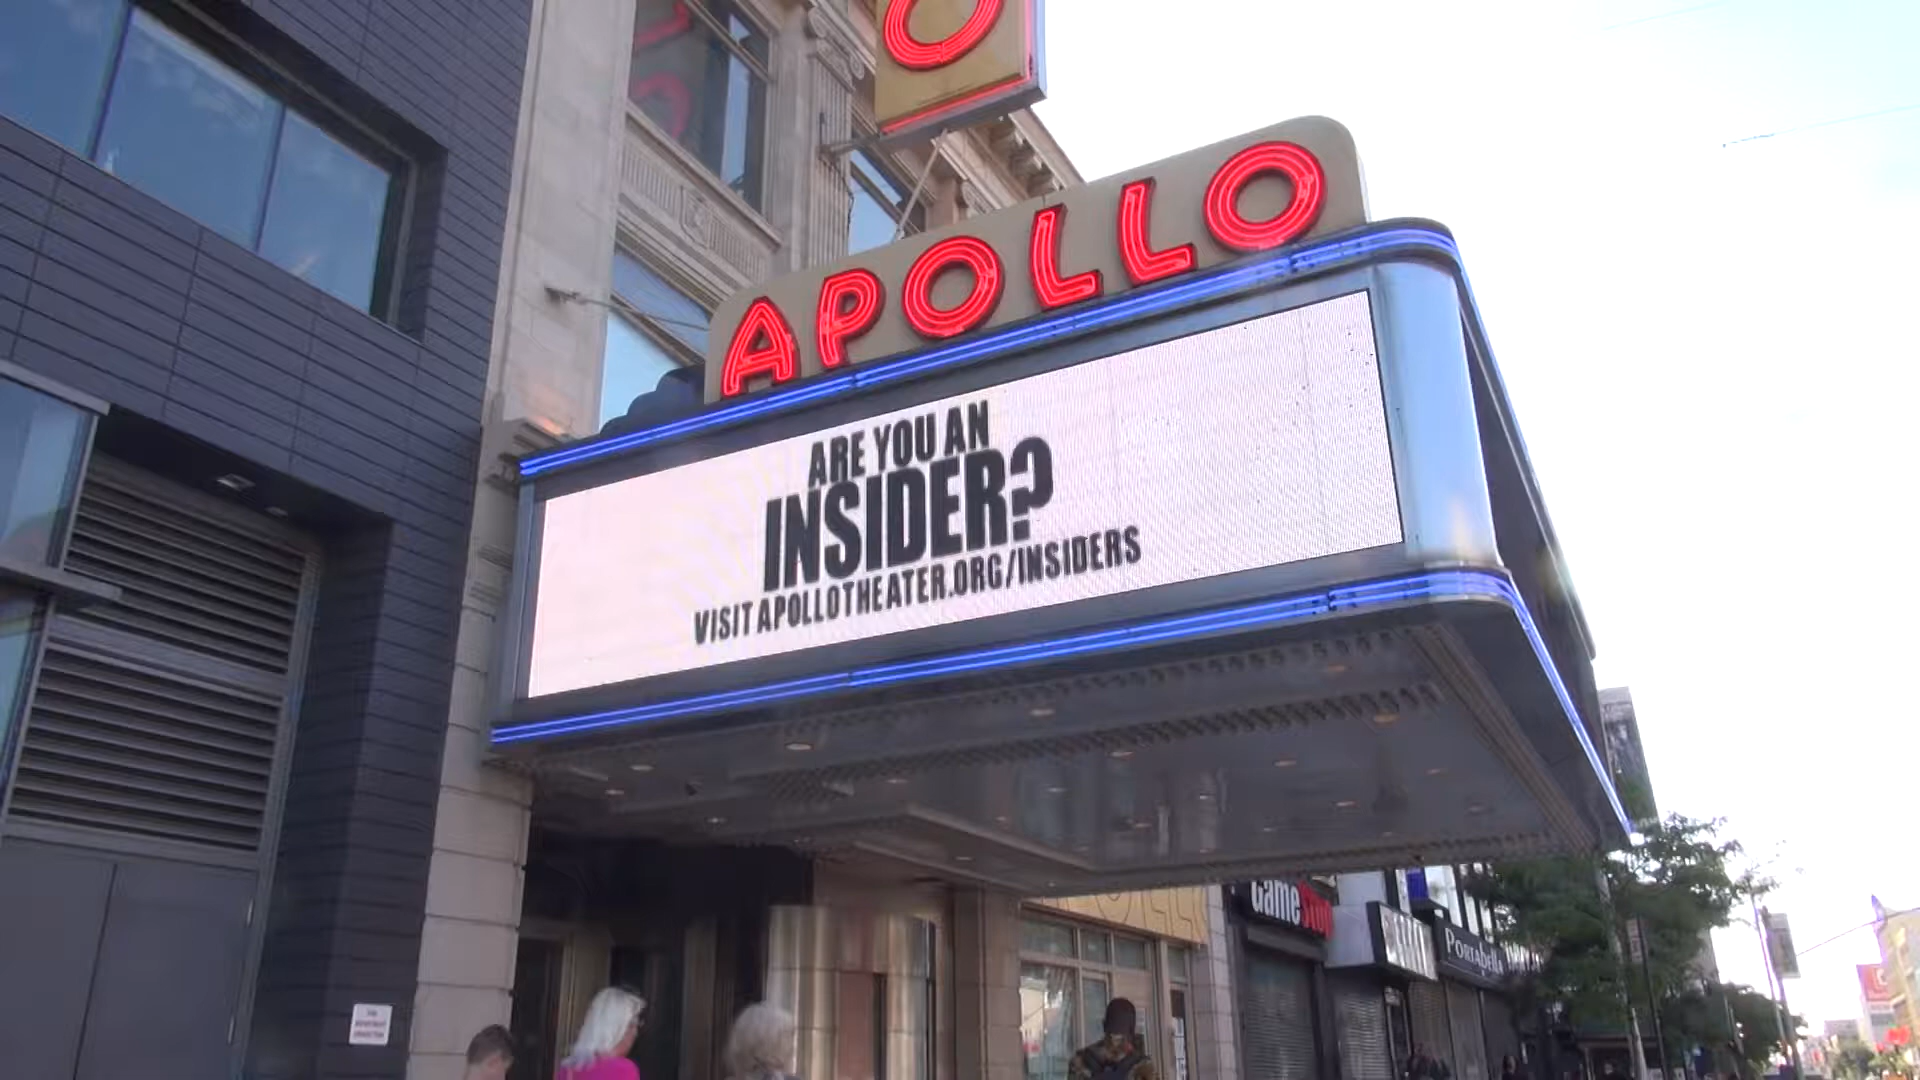 O
APOLLO
ARE YOU AN
INSIDER?
VISIT APOLLOTHEATER.ORG/INSIDERS
GameStop
PORTABELLA